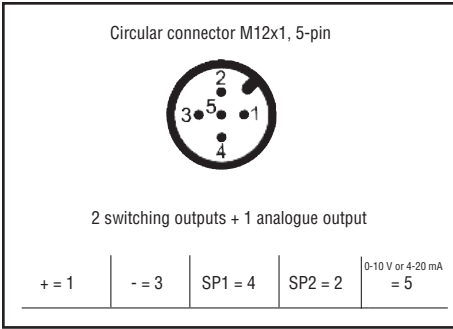 Circular connector M12x1, 5-pin
2
3 5 1
4
2 switching outputs + 1 analogue output
+ = 1 - = 3 SP1 = 4 SP2 = 2 0-10 V or 4-20 mA
= 5